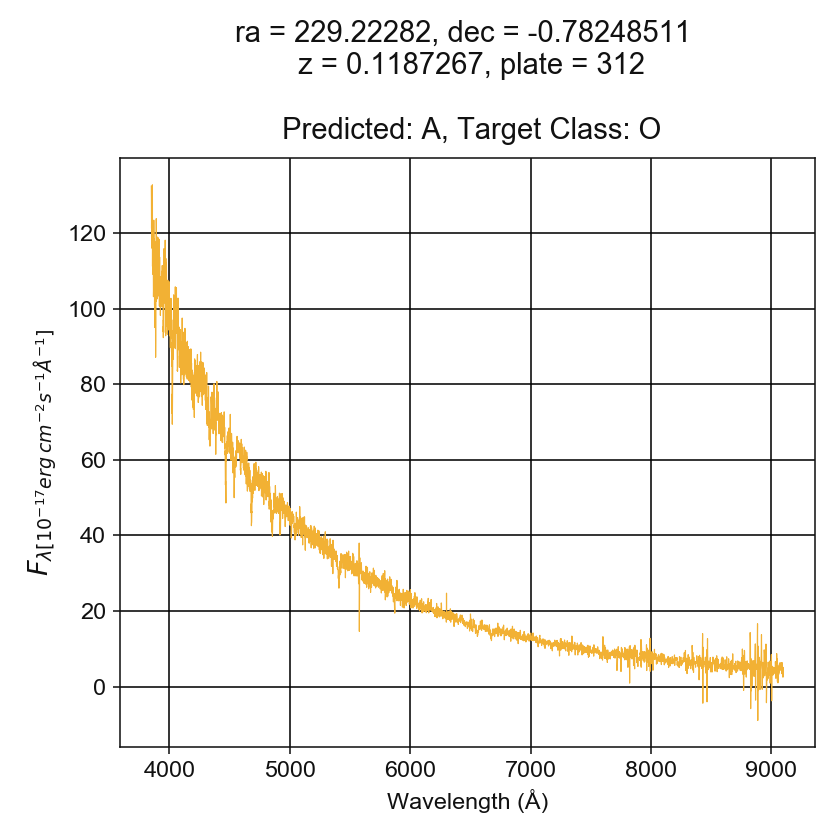 ra = 229.22282, dec = -0.78248511
z = 0.1187267, plate = 312
Predicted: A, Target Class: O
120
100
80
60
40
20
0
F_{λ[10^{−17} erg cm^{−2}s^{−1}Å^{−1}]}
4000 5000 6000 7000 8000 9000
Wavelength (Å)